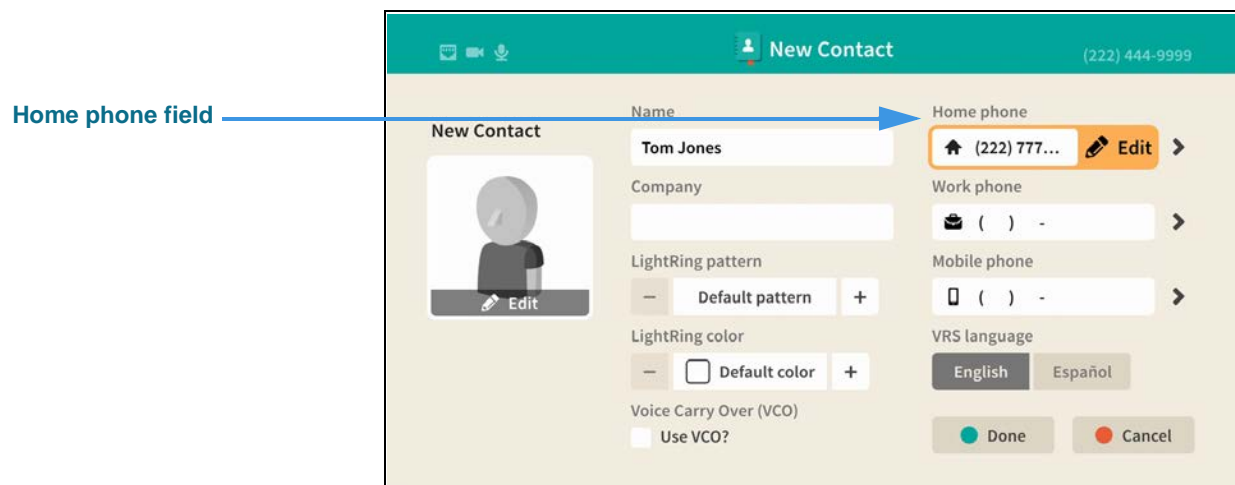 New Contact
(222) 444-9999
Home phone field
New Contact
Edit
Name
Tom Jones
Company
LightRing pattern
− Default pattern +
LightRing color
− Default color +
Voice Carry Over (VCO)
Use VCO?
Home phone
(222) 777... Edit
Work phone
( ) -
Mobile phone
( ) -
VRS language
English Español
Done Cancel